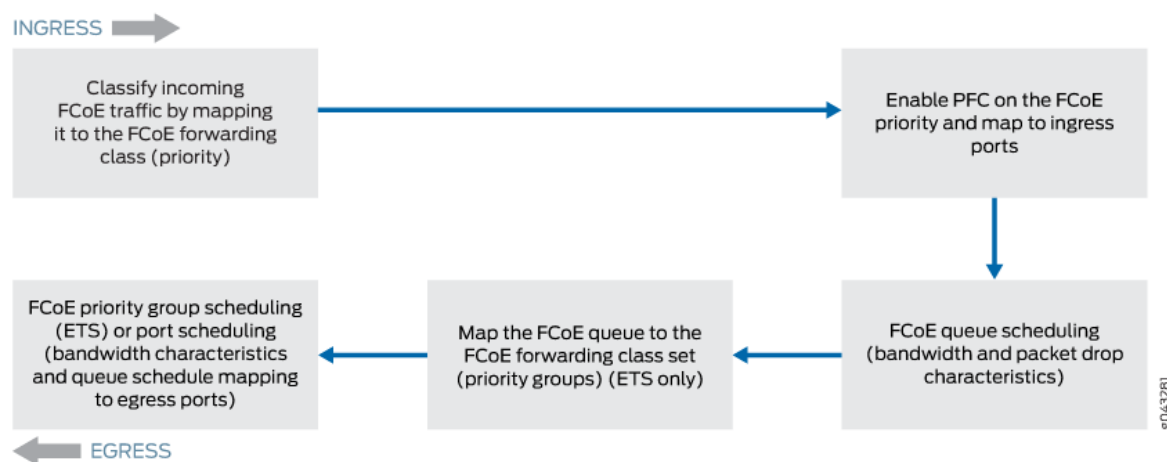 INGRESS
Classify incoming
FCoE traffic by mapping
it to the FCoE forwarding
class (priority)
Enable PFC on the FCoE
priority and map to ingress
ports
FCoE priority group scheduling
(ETS) or port scheduling
(bandwidth characteristics
and queue schedule mapping
to egress ports)
Map the FCoE queue to the
FCoE forwarding class set
(priority groups) (ETS only)
FCoE queue scheduling
(bandwidth and packet drop
characteristics)
g043281
EGRESS